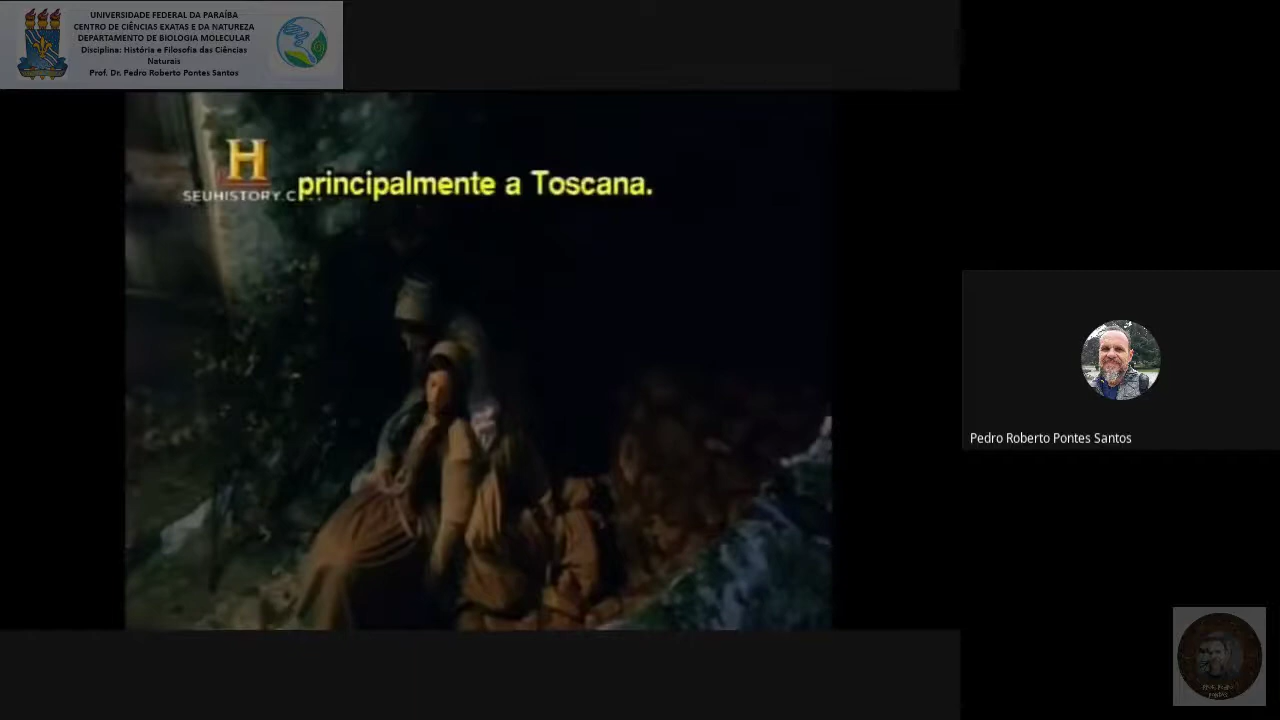 UNIVERSIDADE FEDERAL DA PARAÍBA
CENTRO DE CIÊNCIAS EXATAS E DA NATUREZA
DEPARTAMENTO DE BIOLOGIA MOLECULAR
Disciplina: História e Filosofia das Ciências
Naturais
Prof. Dr. Pedro Roberto Pontes Santos
H
SEUHISTORY.C
principalmente a Toscana.
Pedro Roberto Pontes Santos